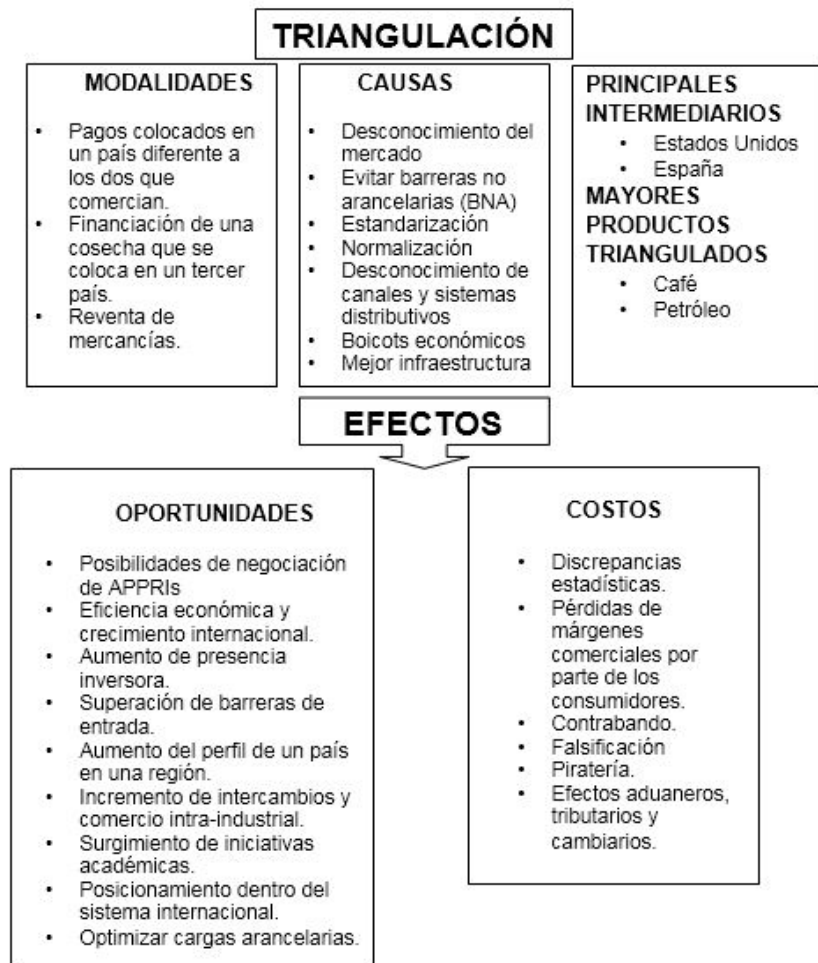 TRIANGULACIÓN
MODALIDADES
• Pagos colocados en
un país diferente a
los dos que
comercian.
• Financiación de una
cosecha que se
coloca en un tercer
país.
• Reventa de
mercancías.
CAUSAS
• Desconocimiento del
mercado
• Evitar barreras no
arancelarias (BNA)
• Estandarización
• Normalización
• Desconocimiento de
canales y sistemas
distributivos
• Boicots económicos
• Mejor infraestructura
PRINCIPALES
INTERMEDIARIOS
• Estados Unidos
• España
MAYORES
PRODUCTOS
TRIANGULADOS
• Café
• Petróleo
EFECTOS
OPORTUNIDADES
• Posibilidades de negociación
de APPRIs
• Eficiencia económica y
crecimiento internacional.
• Aumento de presencia
inversora.
• Superación de barreras de
entrada.
• Aumento del perfil de un país
en una región.
• Incremento de intercambios y
comercio intra-industrial.
• Surgimiento de iniciativas
académicas.
• Posicionamiento dentro del
sistema internacional.
• Optimizar cargas arancelarias.
COSTOS
• Discrepancias
estadísticas.
• Pérdidas de
márgenes
comerciales por
parte de los
consumidores.
• Contrabando.
• Falsificación
• Piratería.
• Efectos aduaneros,
tributarios y
cambiarios.